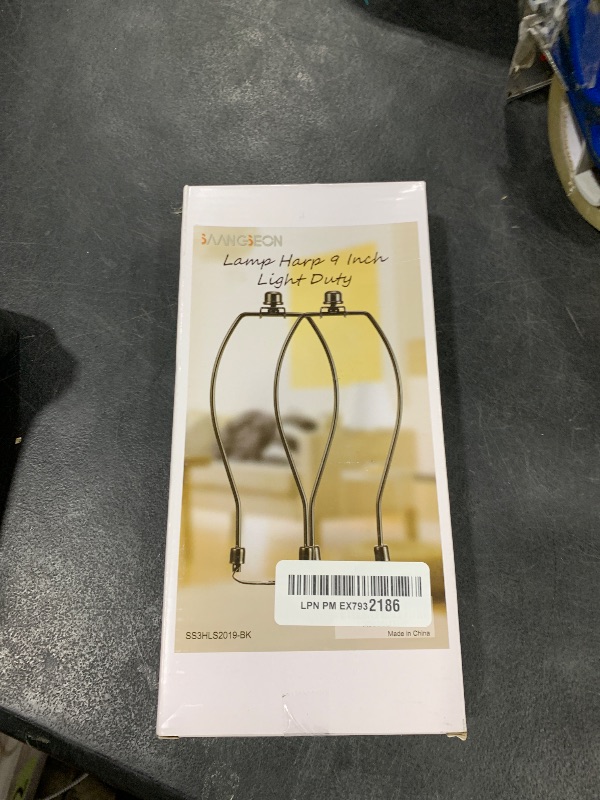 SAANGSEON
Lamp Harp 9 Inch
Light Duty
LPN PM EX7932186
SS3HLS2019-BK
Made in China